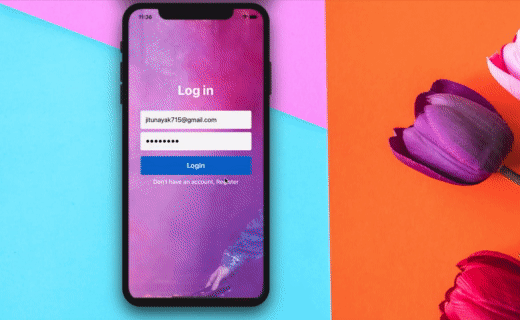 11:36
Log in
jitunayak715@gmail.com
••••••••
Login
Don't have an account, Register